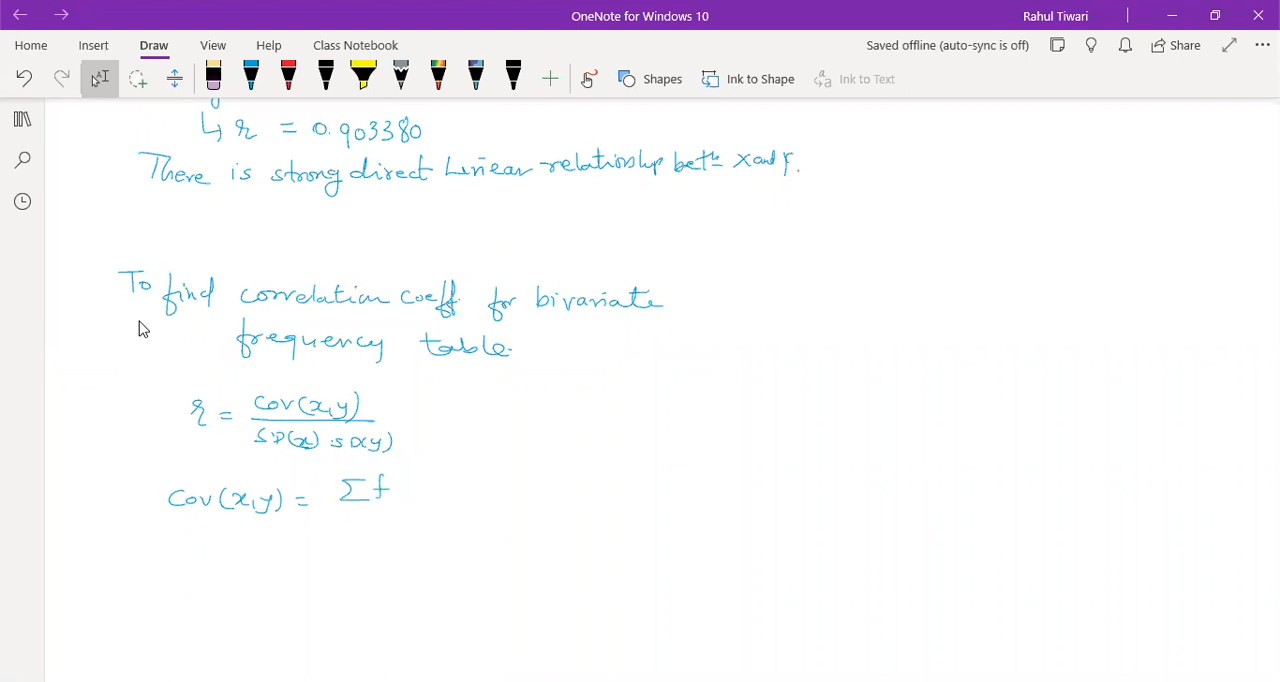 OneNote for Windows 10
Rahul Tiwari
Home Insert Draw View Help Class Notebook
Saved offline (auto-sync is off) Share
Shapes Ink to Shape Ink to Text
↳ r = 0.903380
There is strong direct Linear relationship betn X and Y.
To find correlation coeff. for bivariate
frequency table.
r = Cov(x,y) / SD(x) . SD(y)
Cov(x,y) = Σf